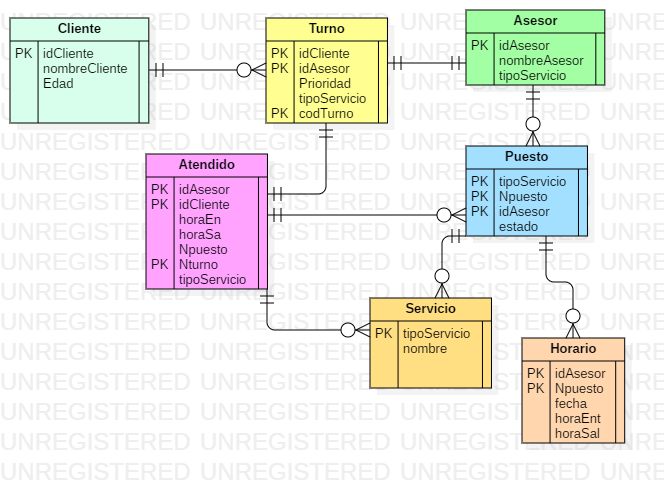 Cliente
PK idCliente
nombreCliente
Edad
Turno
PK idCliente
PK idAsesor
Prioridad
tipoServicio
PK codTurno
Asesor
PK idAsesor
nombreAsesor
tipoServicio
Atendido
PK idAsesor
PK idCliente
horaEn
horaSa
Npuesto
PK Nturno
tipoServicio
Puesto
PK tipoServicio
PK Npuesto
PK idAsesor
estado
Servicio
PK tipoServicio
nombre
Horario
PK idAsesor
PK Npuesto
fecha
horaEnt
horaSal
UNREGISTERED